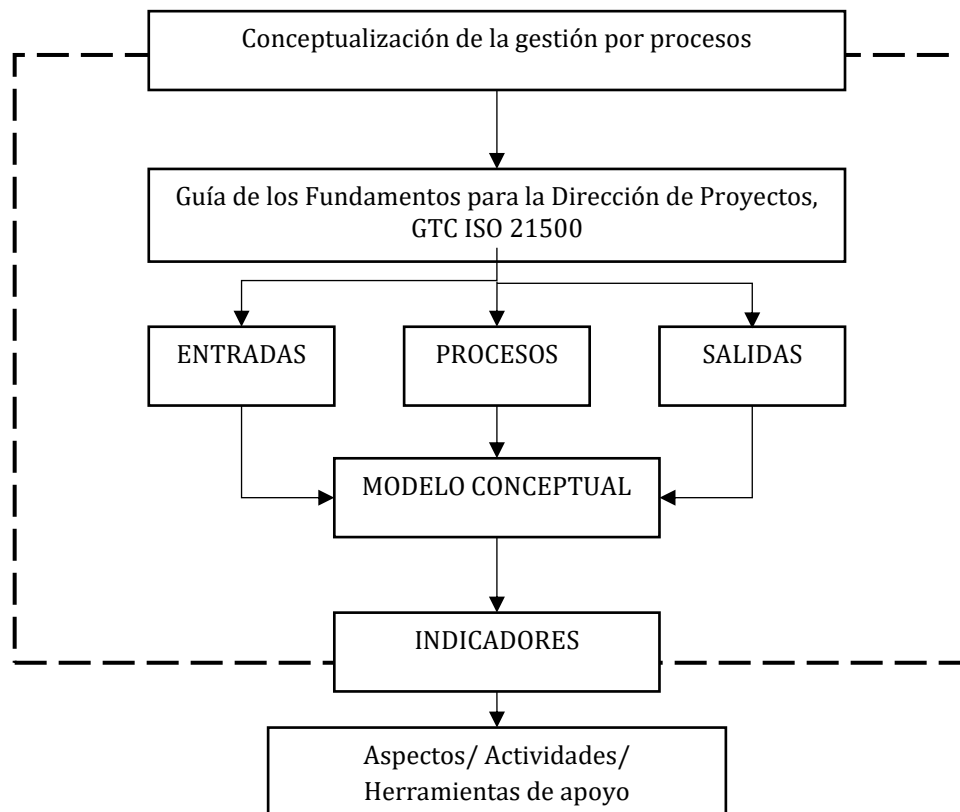 Conceptualización de la gestión por procesos
Guía de los Fundamentos para la Dirección de Proyectos,
GTC ISO 21500
ENTRADAS
PROCESOS
SALIDAS
MODELO CONCEPTUAL
INDICADORES
Aspectos/ Actividades/
Herramientas de apoyo